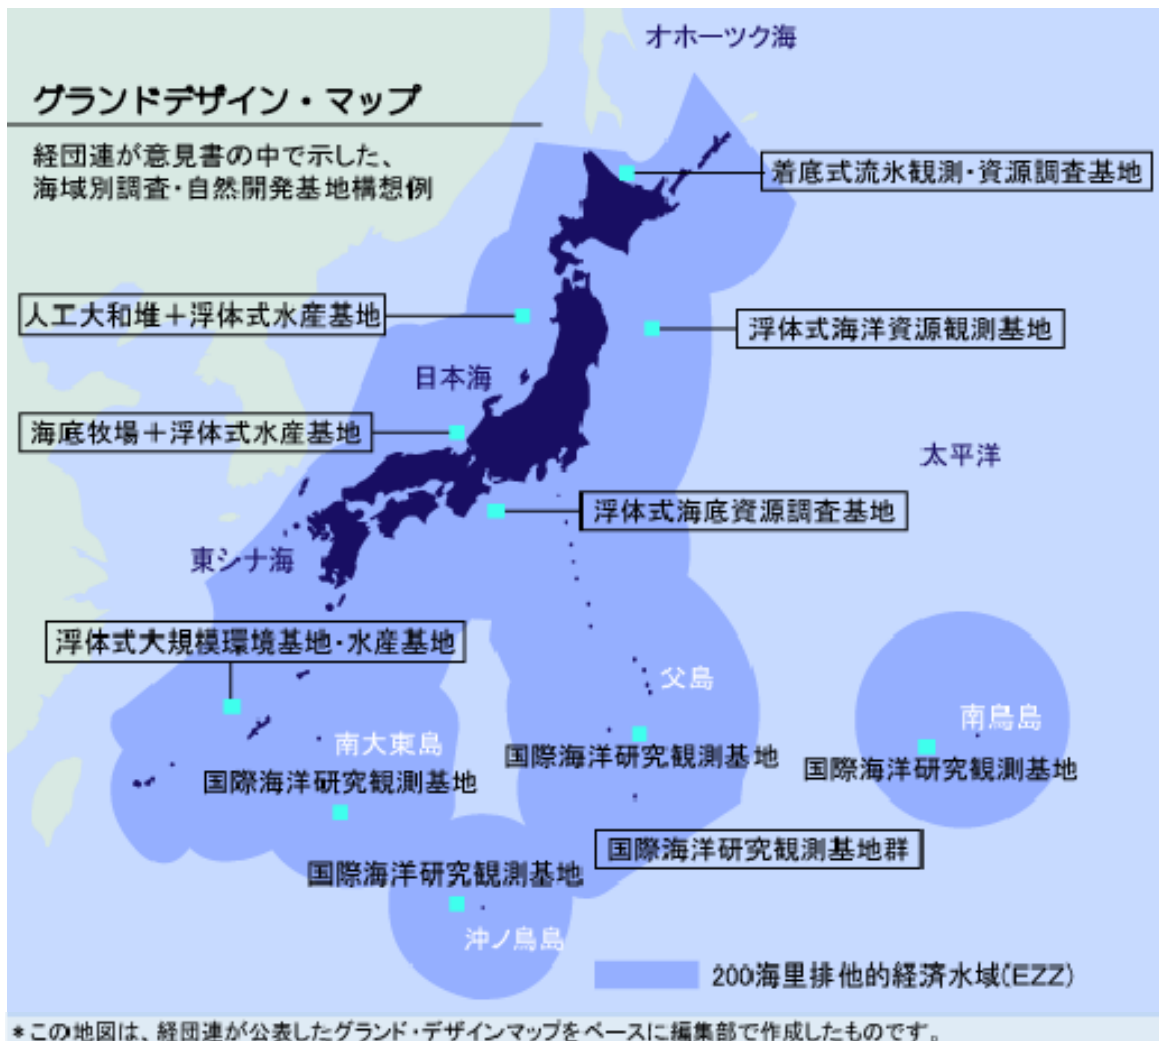 オホーツク海
グランドデザイン・マップ
経団連が意見書の中で示した、
海域別調査・自然開発基地構想例
着底式流氷観測・資源調査基地
人工大和堆＋浮体式水産基地
浮体式海洋資源観測基地
日本海
海底牧場＋浮体式水産基地
太平洋
浮体式海底資源調査基地
東シナ海
浮体式大規模環境基地・水産基地
父島
南鳥島
南大東島
国際海洋研究観測基地
国際海洋研究観測基地
国際海洋研究観測基地
国際海洋研究観測基地群
国際海洋研究観測基地
沖ノ鳥島
200海里排他的経済水域(EZZ)
＊この地図は、経団連が公表したグランド・デザインマップをベースに編集部で作成したものです。